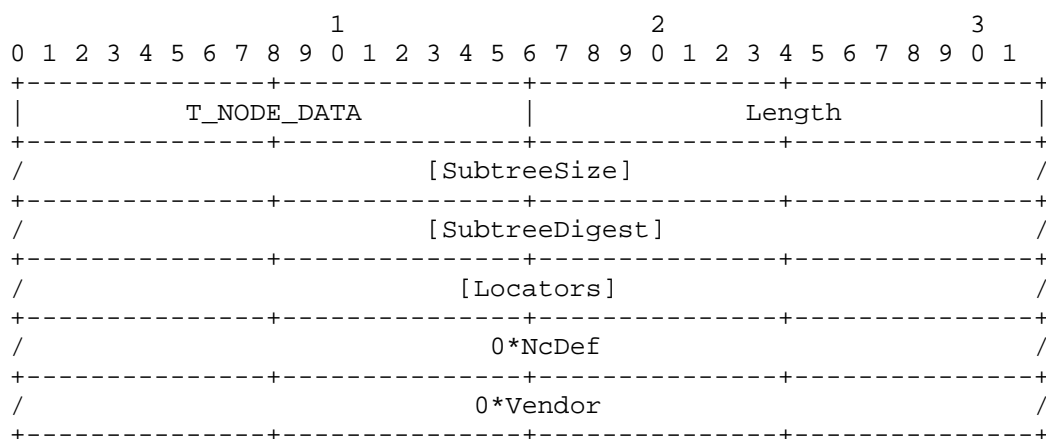 1                   2                   3
0 1 2 3 4 5 6 7 8 9 0 1 2 3 4 5 6 7 8 9 0 1 2 3 4 5 6 7 8 9 0 1
+---------------+---------------+---------------+---------------+
|          T_NODE_DATA          |             Length            |
+---------------+---------------+---------------+---------------+
/                         [SubtreeSize]                         /
+---------------+---------------+---------------+---------------+
/                         [SubtreeDigest]                       /
+---------------+---------------+---------------+---------------+
/                           [Locators]                          /
+---------------+---------------+---------------+---------------+
/                             0*NcDef                           /
+---------------+---------------+---------------+---------------+
/                            0*Vendor                           /
+---------------+---------------+---------------+---------------+